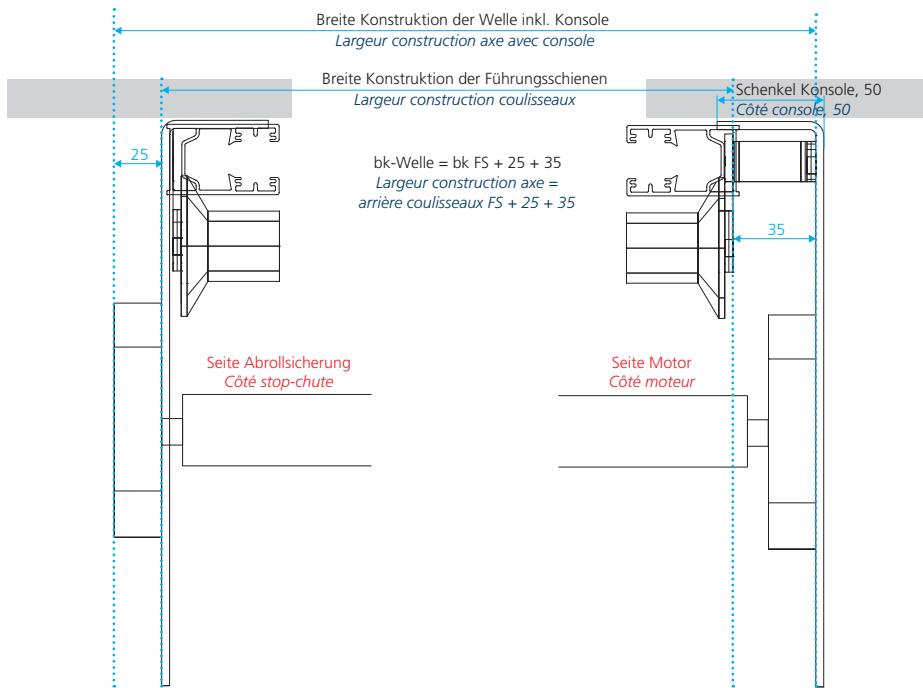 Breite Konstruktion der Welle inkl. Konsole
Largeur construction axe avec console
Breite Konstruktion der Führungsschienen
Largeur construction coulisseaux
Schenkel Konsole, 50
Côté console, 50
25
bk-Welle = bk FS + 25 + 35
Largeur construction axe =
arrière coulisseaux FS + 25 + 35
35
Seite Abrollsicherung
Côté stop-chute
Seite Motor
Côté moteur